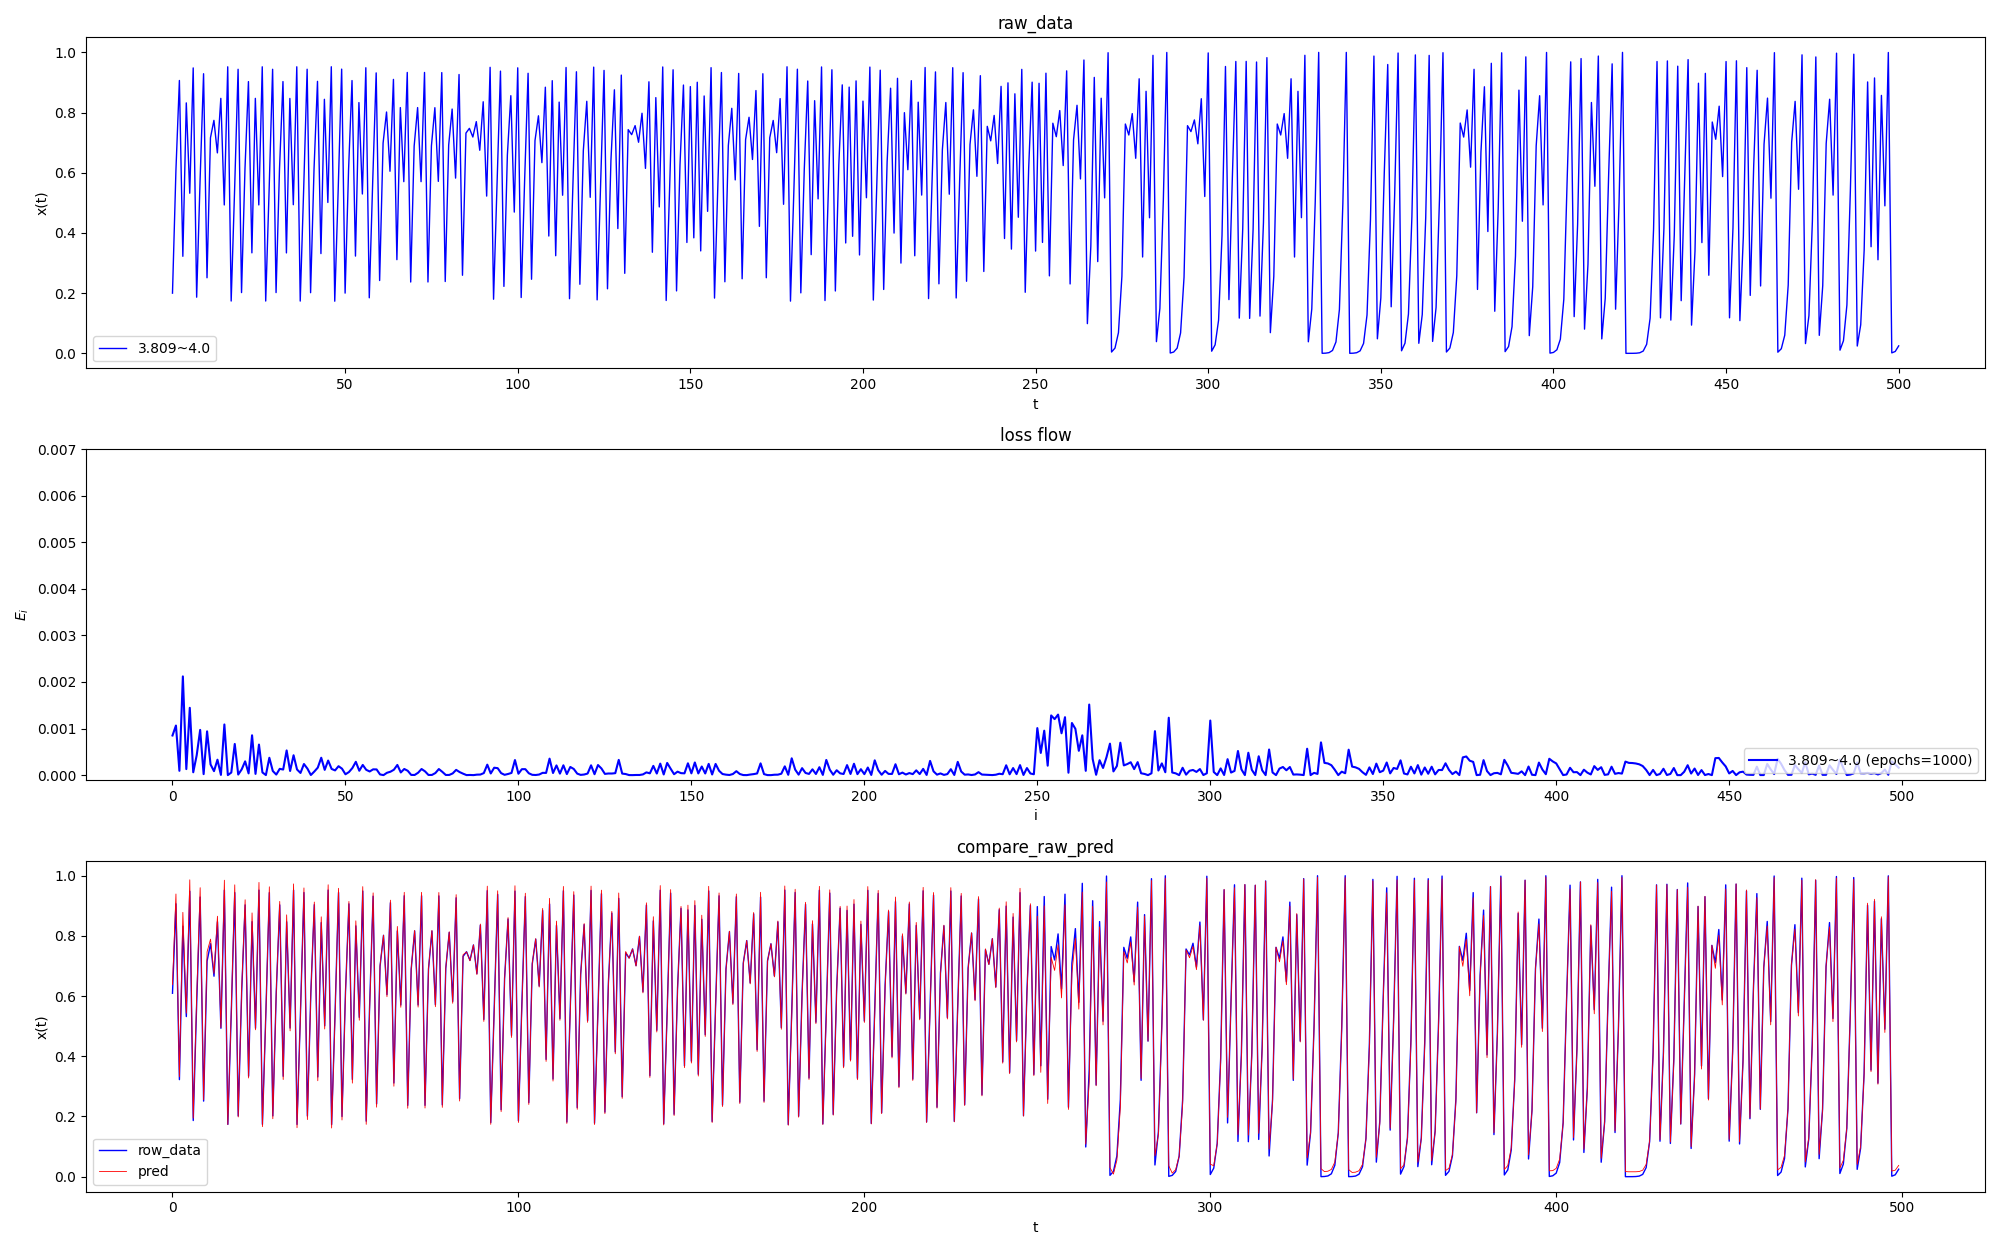 raw_data
1.0
0.8
0.6
0.4
0.2
0.0
x(t)
3.809~4.0
50 100 150 200 250 300 350 400 450 500
t
loss flow
0.007
0.006
0.005
0.004
0.003
0.002
0.001
0.000
E_i
3.809~4.0 (epochs=1000)
0 50 100 150 200 250 300 350 400 450 500
i
compare_raw_pred
1.0
0.8
0.6
0.4
0.2
0.0
x(t)
row_data
pred
0 100 200 300 400 500
t